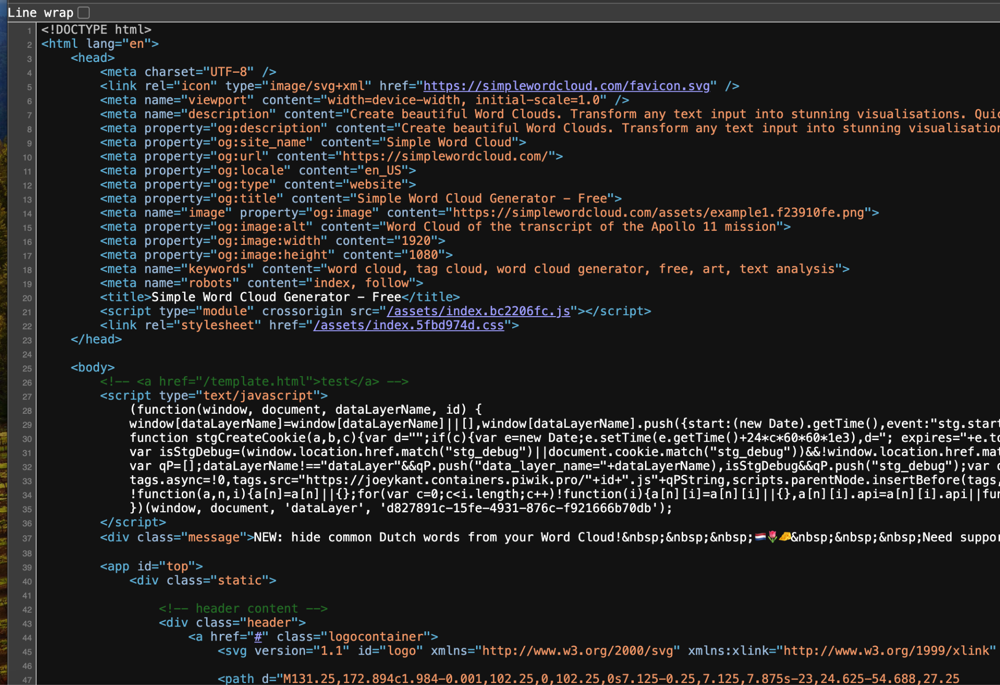 Line wrap
1 <!DOCTYPE html>
2 <html lang="en">
3 <head>
4 <meta charset="UTF-8" />
5 <link rel="icon" type="image/svg+xml" href="https://simplewordcloud.com/favicon.svg" />
6 <meta name="viewport" content="width=device-width, initial-scale=1.0" />
7 <meta name="description" content="Create beautiful Word Clouds. Transform any text input into stunning visualisations. Quic
8 <meta property="og:description" content="Create beautiful Word Clouds. Transform any text input into stunning visualisation
9 <meta property="og:site_name" content="Simple Word Cloud">
10 <meta property="og:url" content="https://simplewordcloud.com/">
11 <meta property="og:locale" content="en_US">
12 <meta property="og:type" content="website">
13 <meta property="og:title" content="Simple Word Cloud Generator – Free">
14 <meta name="image" property="og:image" content="https://simplewordcloud.com/assets/example1.f23910fe.png">
15 <meta property="og:image:alt" content="Word Cloud of the transcript of the Apollo 11 mission">
16 <meta property="og:image:width" content="1920">
17 <meta property="og:image:height" content="1080">
18 <meta name="keywords" content="word cloud, tag cloud, word cloud generator, free, art, text analysis">
19 <meta name="robots" content="index, follow">
20 <title>Simple Word Cloud Generator – Free</title>
21 <script type="module" crossorigin src="/assets/index.bc2206fc.js"></script>
22 <link rel="stylesheet" href="/assets/index.5fbd974d.css">
23 </head>
24
25 <body>
26 <!-- <a href="/template.html">test</a> -->
27 <script type="text/javascript">
28 (function(window, document, dataLayerName, id) {
29 window[dataLayerName]=window[dataLayerName]||[],window[dataLayerName].push({start:(new Date).getTime(),event:"stg.start
30 function stgCreateCookie(a,b,c){var d="";if(c){var e=new Date;e.setTime(e.getTime()+24*c*60*60*1e3),d="; expires="+e.to
31 var isStgDebug=(window.location.href.match("stg_debug")||document.cookie.match("stg_debug"))&&!window.location.href.mat
32 var qP=[];dataLayerName!=="dataLayer"&&qP.push("data_layer_name="+dataLayerName),isStgDebug&&qP.push("stg_debug");var
33 tags.async=!0,tags.src="https://joeykant.containers.piwik.pro/"+id+".js"+qPString,scripts.parentNode.insertBefore(tags,
34 !function(a,n,i){a[n]=a[n]||{};for(var c=0;c<i.length;c++)!function(i){a[n][i]=a[n][i]||{},a[n][i].api=a[n][i].api||fun
35 })(window, document, 'dataLayer', 'd827891c-15fe-4931-876c-f921666b70db');
36 </script>
37 <div class="message">NEW: hide common Dutch words from your Word Cloud!&nbsp;&nbsp;&nbsp;🇳🇱🌷🧀&nbsp;&nbsp;&nbsp;Need suppor
38
39 <app id="top">
40 <div class="static">
41
42 <!-- header content -->
43 <div class="header">
44 <a href="#" class="logocontainer">
45 <svg version="1.1" id="logo" xmlns="http://www.w3.org/2000/svg" xmlns:xlink="http://www.w3.org/1999/xlink"
46
47 <path d="M131.25,172.894c1.984-0.001,102.25,0,102.25,0s7.125-0.25,7.125,7.875s-23,24.625-54.688,27.25